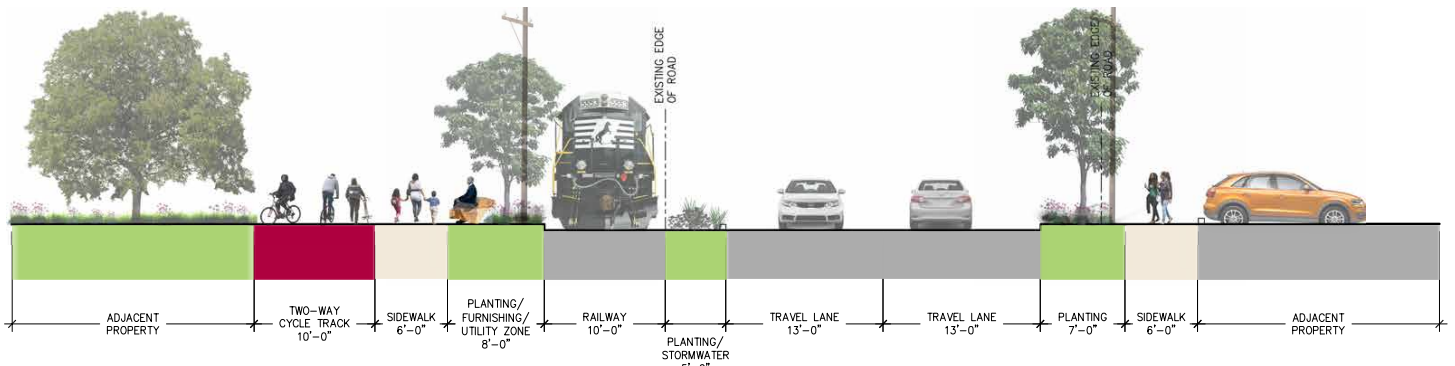 EXISTING EDGE
OF ROAD
EXISTING EDGE
OF ROAD
ADJACENT
PROPERTY
TWO-WAY
CYCLE TRACK
10'-0"
SIDEWALK
6'-0"
PLANTING/
FURNISHING/
UTILITY ZONE
8'-0"
RAILWAY
10'-0"
PLANTING/
STORMWATER
5'-0"
TRAVEL LANE
13'-0"
TRAVEL LANE
13'-0"
PLANTING
7'-0"
SIDEWALK
6'-0"
ADJACENT
PROPERTY